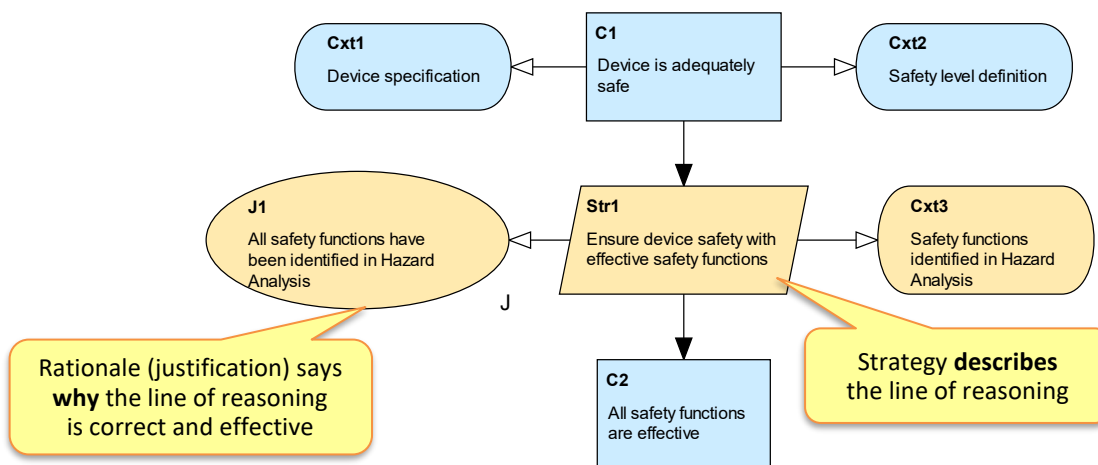 Cxt1
Device specification
C1
Device is adequately
safe
Cxt2
Safety level definition
J1
All safety functions have
been identified in Hazard
Analysis
J
Str1
Ensure device safety with
effective safety functions
Cxt3
Safety functions
identified in Hazard
Analysis
Rationale (justification) says
why the line of reasoning
is correct and effective
C2
All safety functions
are effective
Strategy describes
the line of reasoning